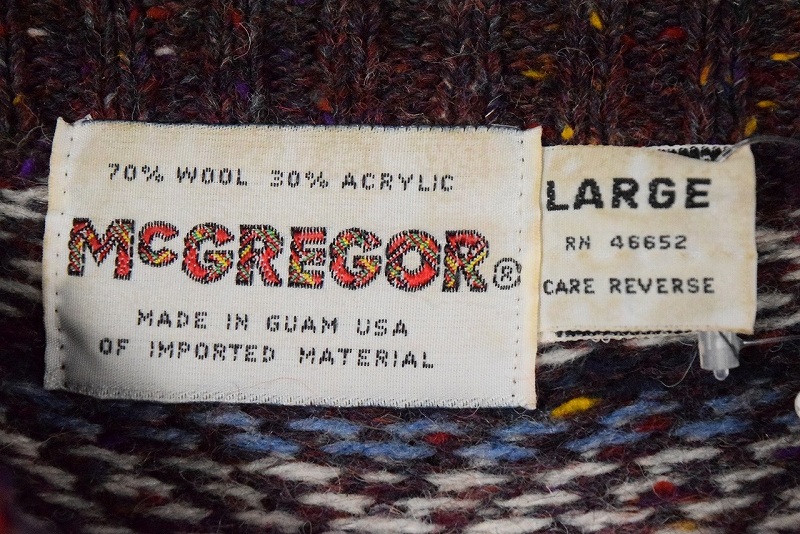 70% WOOL 30% ACRYLIC
McGREGOR®
MADE IN GUAM USA
OF IMPORTED MATERIAL
LARGE
RN 46652
CARE REVERSE